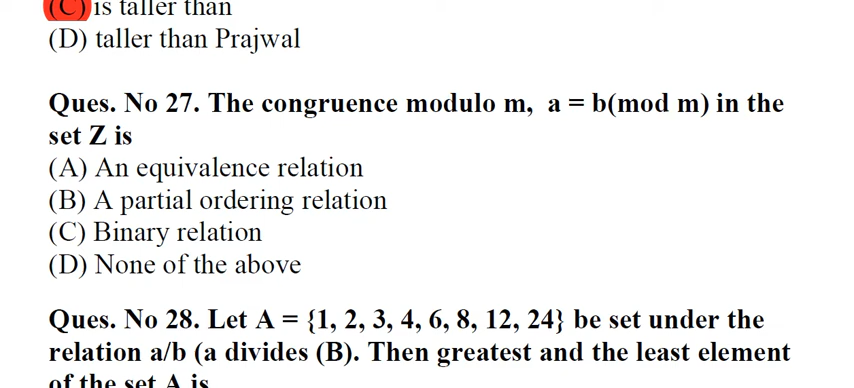 (C) is taller than
(D) taller than Prajwal
Ques. No 27. The congruence modulo m, a = b(mod m) in the
set Z is
(A) An equivalence relation
(B) A partial ordering relation
(C) Binary relation
(D) None of the above
Ques. No 28. Let A = {1, 2, 3, 4, 6, 8, 12, 24} be set under the
relation a/b (a divides (B). Then greatest and the least element
of the set A is